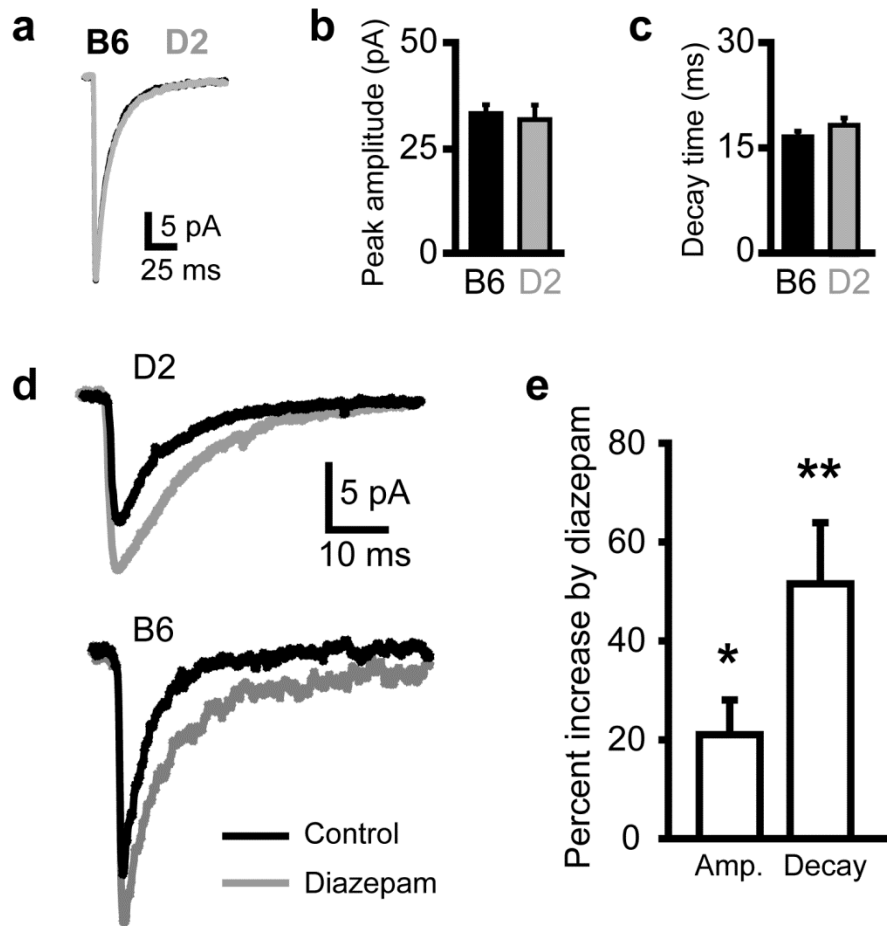 a
B6 D2
5 pA
25 ms
b
Peak amplitude (pA)
50
25
0
B6 D2
c
Decay time (ms)
30
15
0
B6 D2
d
D2
5 pA
10 ms
B6
Control
Diazepam
e
Percent increase by diazepam
80
60
40
20
0
*
**
Amp. Decay